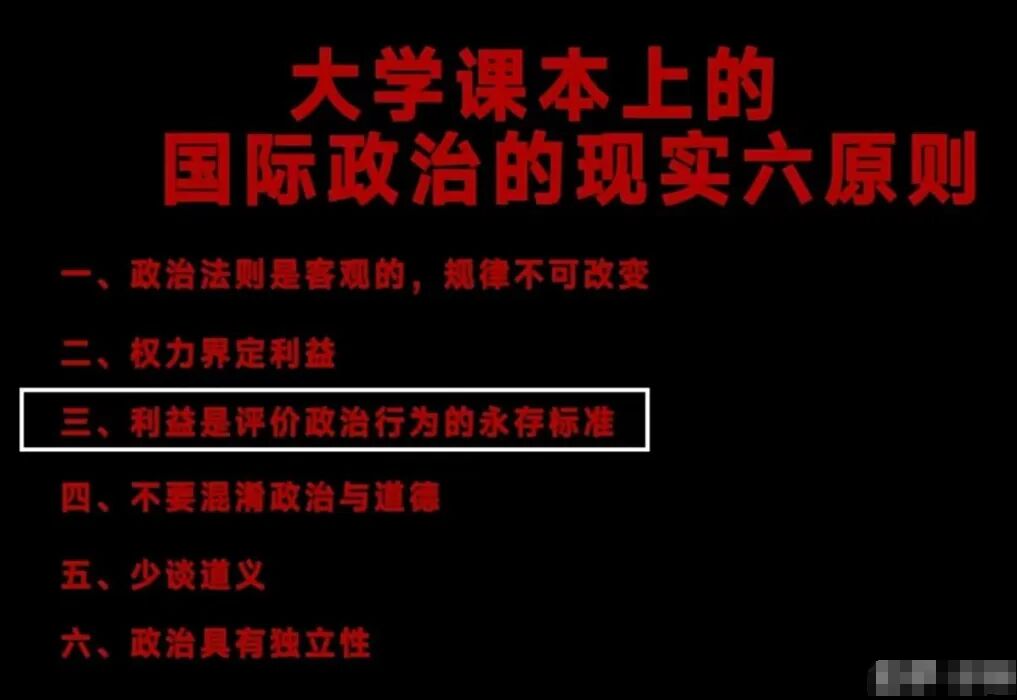 大学课本上的
国际政治的现实六原则
一、政治法则是客观的，规律不可改变
二、权力界定利益
三、利益是评价政治行为的永存标准
四、不要混淆政治与道德
五、少谈道义
六、政治具有独立性